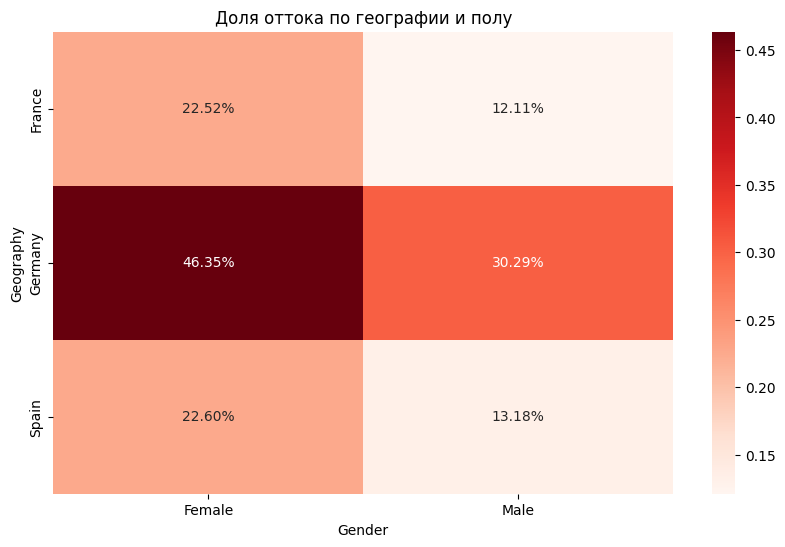 Доля оттока по географии и полу
France
Germany
Spain
Geography
22.52%
12.11%
46.35%
30.29%
22.60%
13.18%
Female
Male
Gender
0.45
0.40
0.35
0.30
0.25
0.20
0.15